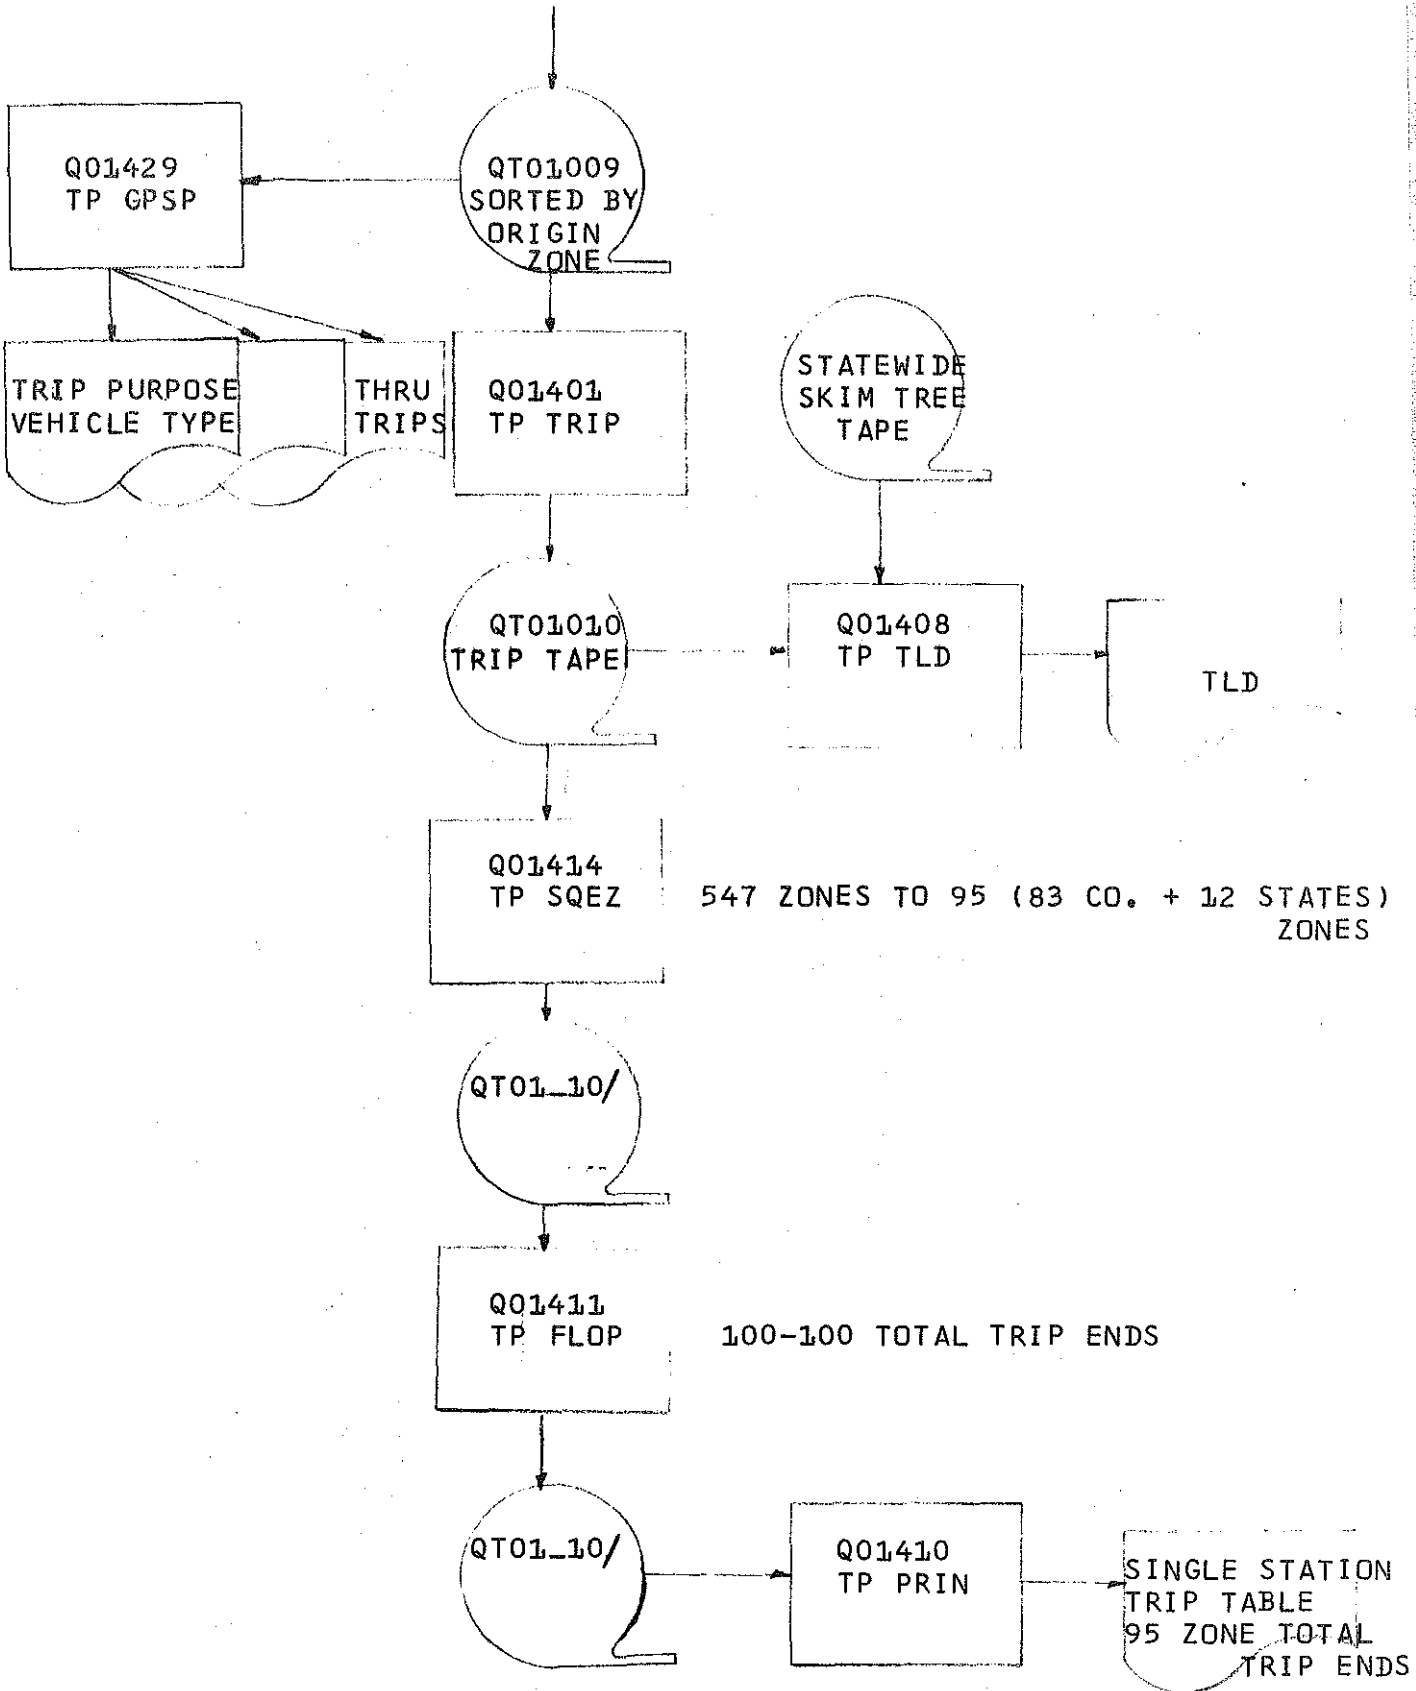 Q01429
TP GPSP
QT01009
SORTED BY
ORIGIN
ZONE
TRIP PURPOSE
VEHICLE TYPE
THRU
TRIPS
Q01401
TP TRIP
STATEWIDE
SKIM TREE
TAPE
QT01010
TRIP TAPE
Q01408
TP TLD
TLD
Q01414
TP SQEZ
547 ZONES TO 95 (83 CO. + 12 STATES)
ZONES
QT01_10/
Q01411
TP FLOP
100-100 TOTAL TRIP ENDS
QT01_10/
Q01410
TP PRIN
SINGLE STATION
TRIP TABLE
95 ZONE TOTAL
TRIP ENDS